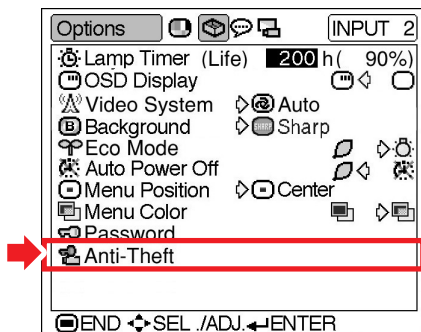 Options INPUT 2
Lamp Timer (Life) 200 h( 90%)
OSD Display
Video System Auto
B Background SHARP Sharp
Eco Mode
Auto Power Off
Menu Position Center
Menu Color
Password
Anti-Theft
END SEL./ADJ. ENTER